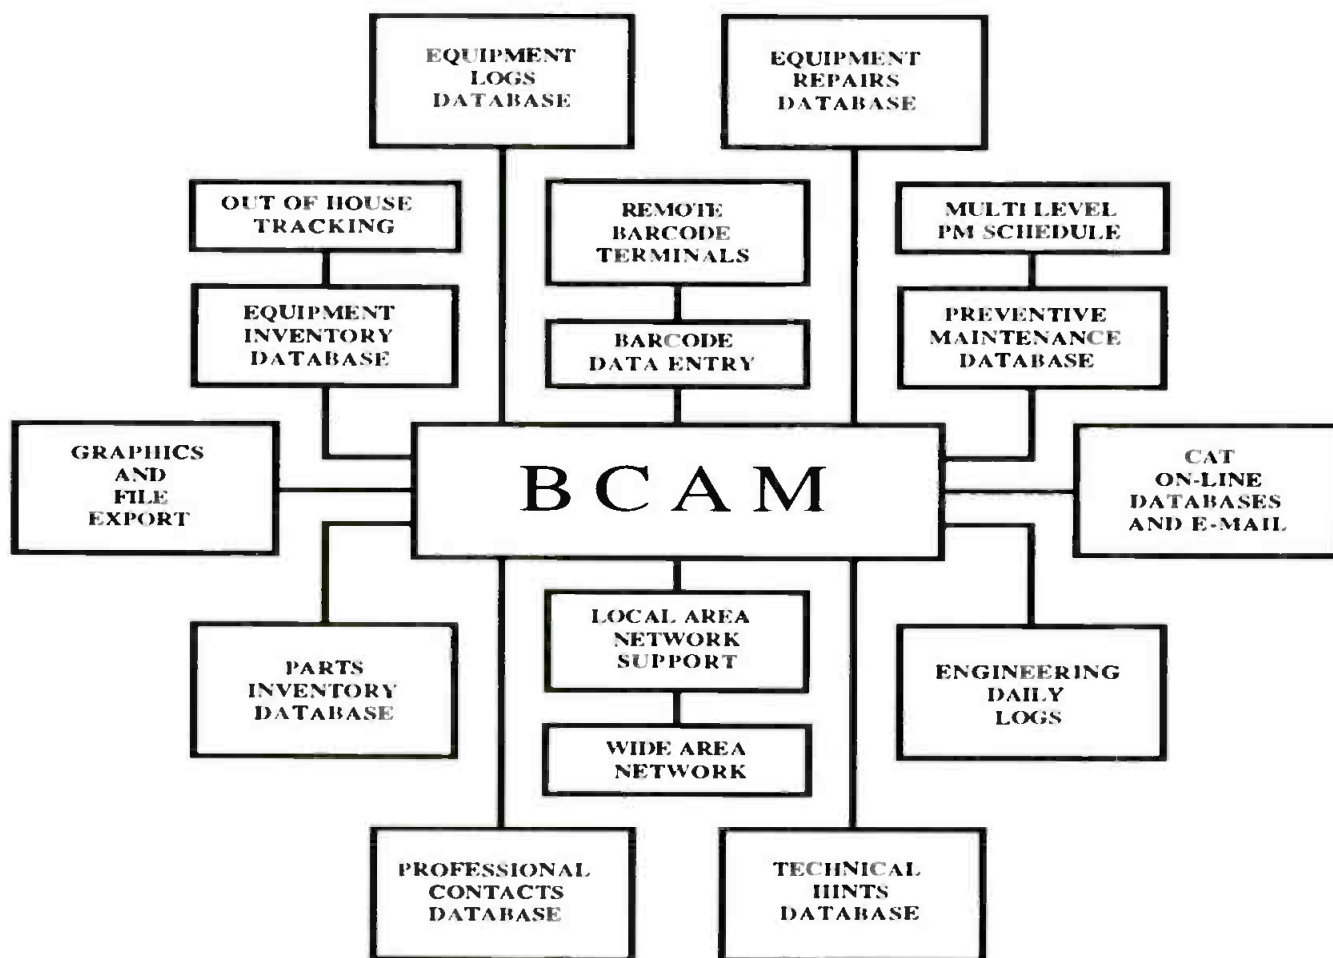 EQUIPMENT
LOGS
DATABASE
EQUIPMENT
REPAIRS
DATABASE
OUT OF HOUSE
TRACKING
REMOTE
BARCODE
TERMINALS
MULTI LEVEL
PM SCHEDULE
EQUIPMENT
INVENTORY
DATABASE
BARCODE
DATA ENTRY
PREVENTIVE
MAINTENANCE
DATABASE
GRAPHICS
AND
FILE
EXPORT
BCAM
CAT
ON-LINE
DATABASES
AND E-MAIL
PARTS
INVENTORY
DATABASE
LOCAL AREA
NETWORK
SUPPORT
ENGINEERING
DAILY
LOGS
WIDE AREA
NETWORK
PROFESSIONAL
CONTACTS
DATABASE
TECHNICAL
HINTS
DATABASE